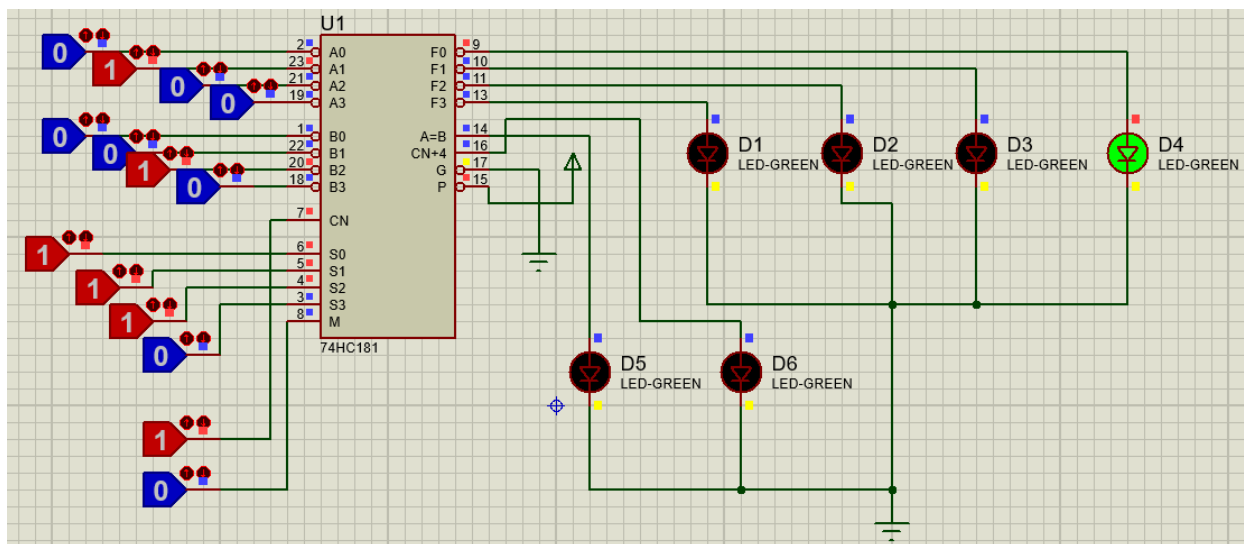 U1
0
1
0
0
0
0
1
0
1
1
1
0
1
0
2 A0
23 A1
21 A2
19 A3
1 B0
22 B1
20 B2
18 B3
7 CN
6 S0
5 S1
4 S2
3 S3
8 M
F0 9
F1 10
F2 11
F3 13
A=B 14
CN+4 16
G 17
P 15
74HC181
D1
LED-GREEN
D2
LED-GREEN
D3
LED-GREEN
D4
LED-GREEN
D5
LED-GREEN
D6
LED-GREEN